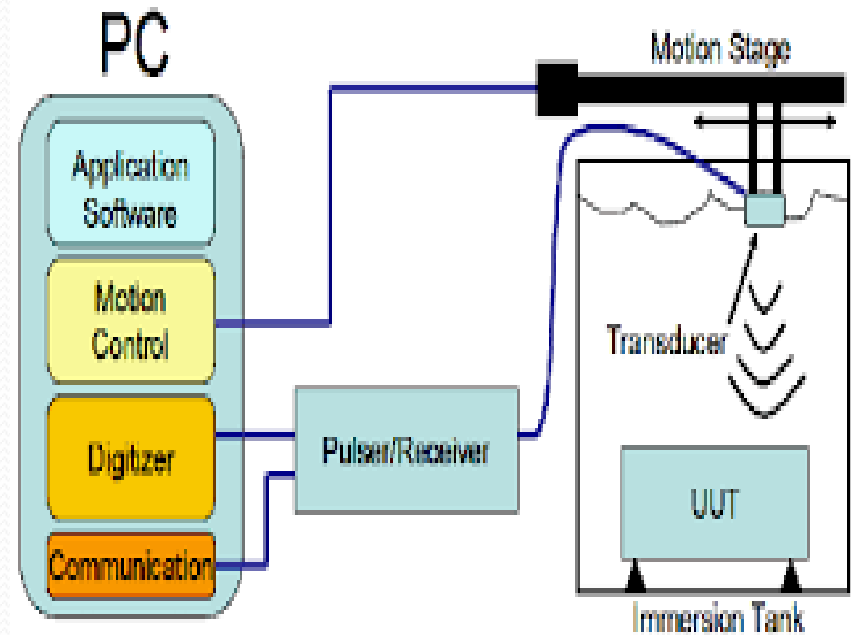 PC
Application
Software
Motion
Control
Digitizer
Communication
Pulser/Receiver
Motion Stage
Transducer
UUT
Immersion Tank